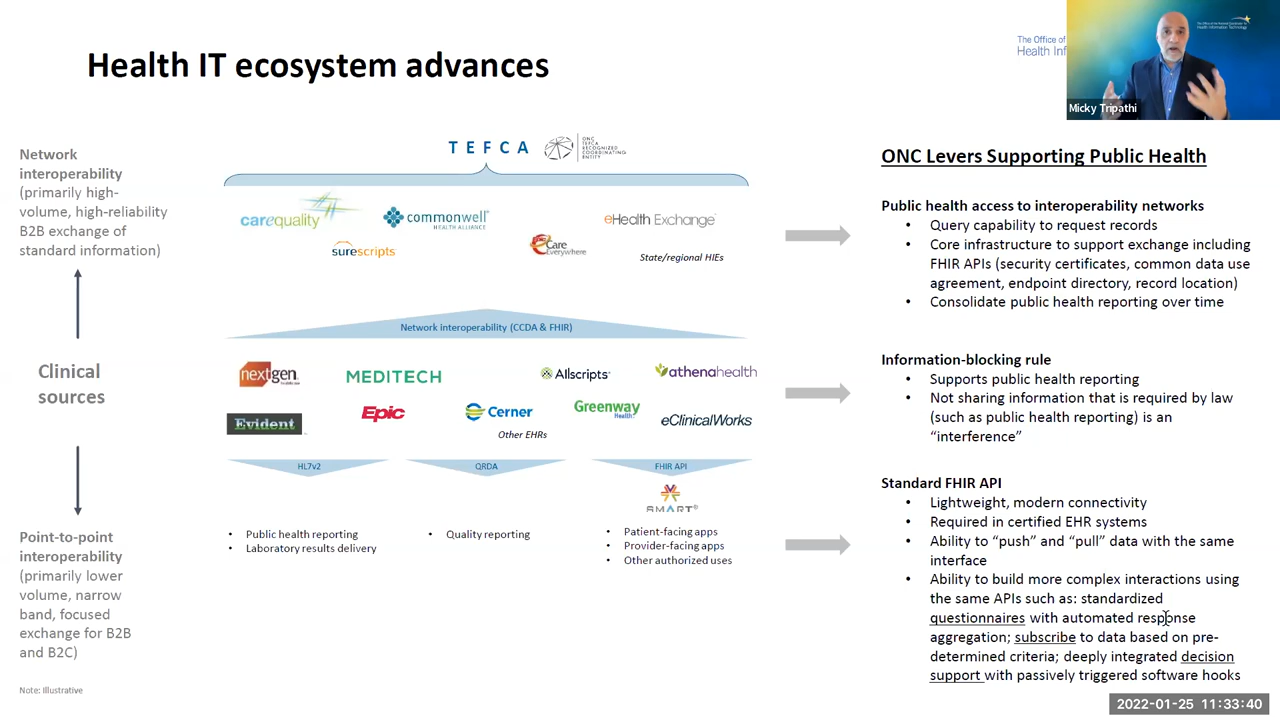 Health IT ecosystem advances
The Office of
Health Inf
The Office of the National Coordinator for
Health Information Technology
Micky Tripathi
Network
interoperability
(primarily high-
volume, high-reliability
B2B exchange of
standard information)
Clinical
sources
Point-to-point
interoperability
(primarily lower
volume, narrow
band, focused
exchange for B2B
and B2C)
Note: Illustrative
TEFCA
ONC
TEFCA
RECOGNIZED
COORDINATING
ENTITY
carequality
commonwell
HEALTH ALLIANCE
eHealth Exchange
surescripts
Care
Everywhere
State/regional HIEs
Network interoperability (CCDA & FHIR)
nextgen
MEDITECH
Allscripts
athenahealth
Evident
Epic
Cerner
Greenway
Health
eClinicalWorks
Other EHRs
HL7v2
QRDA
FHIR API
SMART
• Public health reporting
• Laboratory results delivery
• Quality reporting
• Patient-facing apps
• Provider-facing apps
• Other authorized uses
ONC Levers Supporting Public Health
Public health access to interoperability networks
• Query capability to request records
• Core infrastructure to support exchange including
FHIR APIs (security certificates, common data use
agreement, endpoint directory, record location)
• Consolidate public health reporting over time
Information-blocking rule
• Supports public health reporting
• Not sharing information that is required by law
(such as public health reporting) is an
“interference”
Standard FHIR API
• Lightweight, modern connectivity
• Required in certified EHR systems
• Ability to “push” and “pull” data with the same
interface
• Ability to build more complex interactions using
the same APIs such as: standardized
questionnaires with automated response
aggregation; subscribe to data based on pre-
determined criteria; deeply integrated decision
support with passively triggered software hooks
2022-01-25 11:33:40